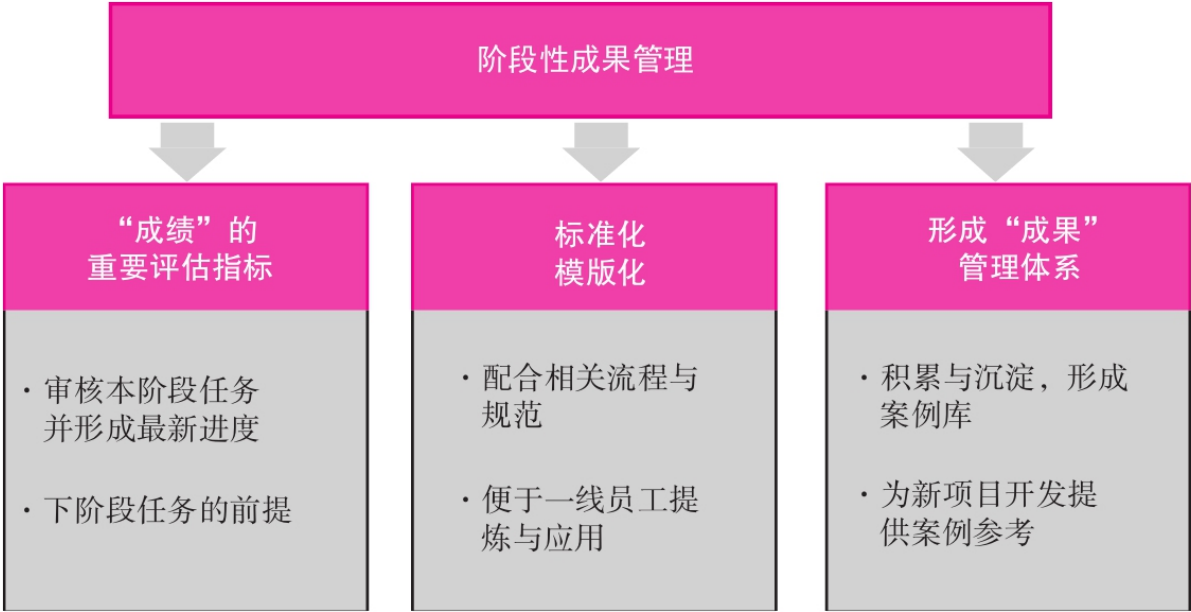 阶段性成果管理
“成绩”的
重要评估指标
· 审核本阶段任务
并形成最新进度
· 下阶段任务的前提
标准化
模版化
· 配合相关流程与
规范
· 便于一线员工提
炼与应用
形成“成果”
管理体系
· 积累与沉淀，形成
案例库
· 为新项目开发提
供案例参考